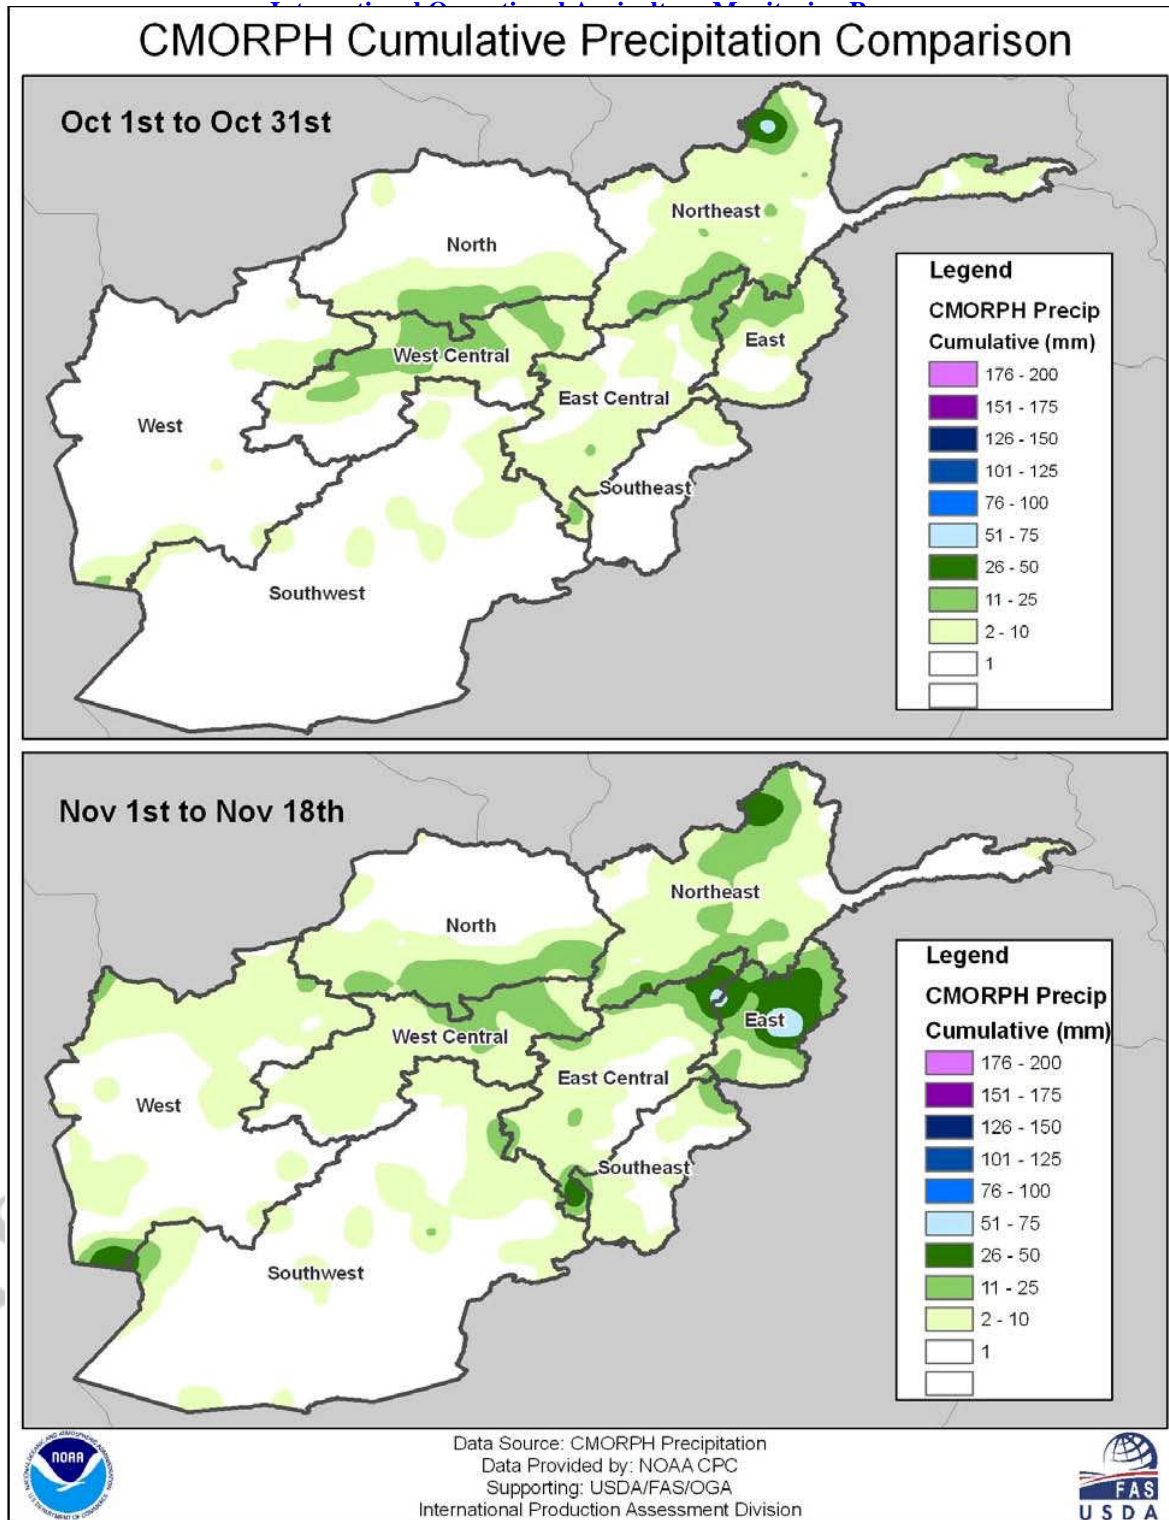 CMORPH Cumulative Precipitation Comparison
Oct 1st to Oct 31st
Northeast
North
West Central
East
East Central
West
Southeast
Southwest
Legend
CMORPH Precip
Cumulative (mm)
176 - 200
151 - 175
126 - 150
101 - 125
76 - 100
51 - 75
26 - 50
11 - 25
2 - 10
1
Nov 1st to Nov 18th
Northeast
North
East
West Central
East Central
West
Southeast
Southwest
Legend
CMORPH Precip
Cumulative (mm)
176 - 200
151 - 175
126 - 150
101 - 125
76 - 100
51 - 75
26 - 50
11 - 25
2 - 10
1
NOAA
Data Source: CMORPH Precipitation
Data Provided by: NOAA CPC
Supporting: USDA/FAS/OGA
International Production Assessment Division
FAS
USDA